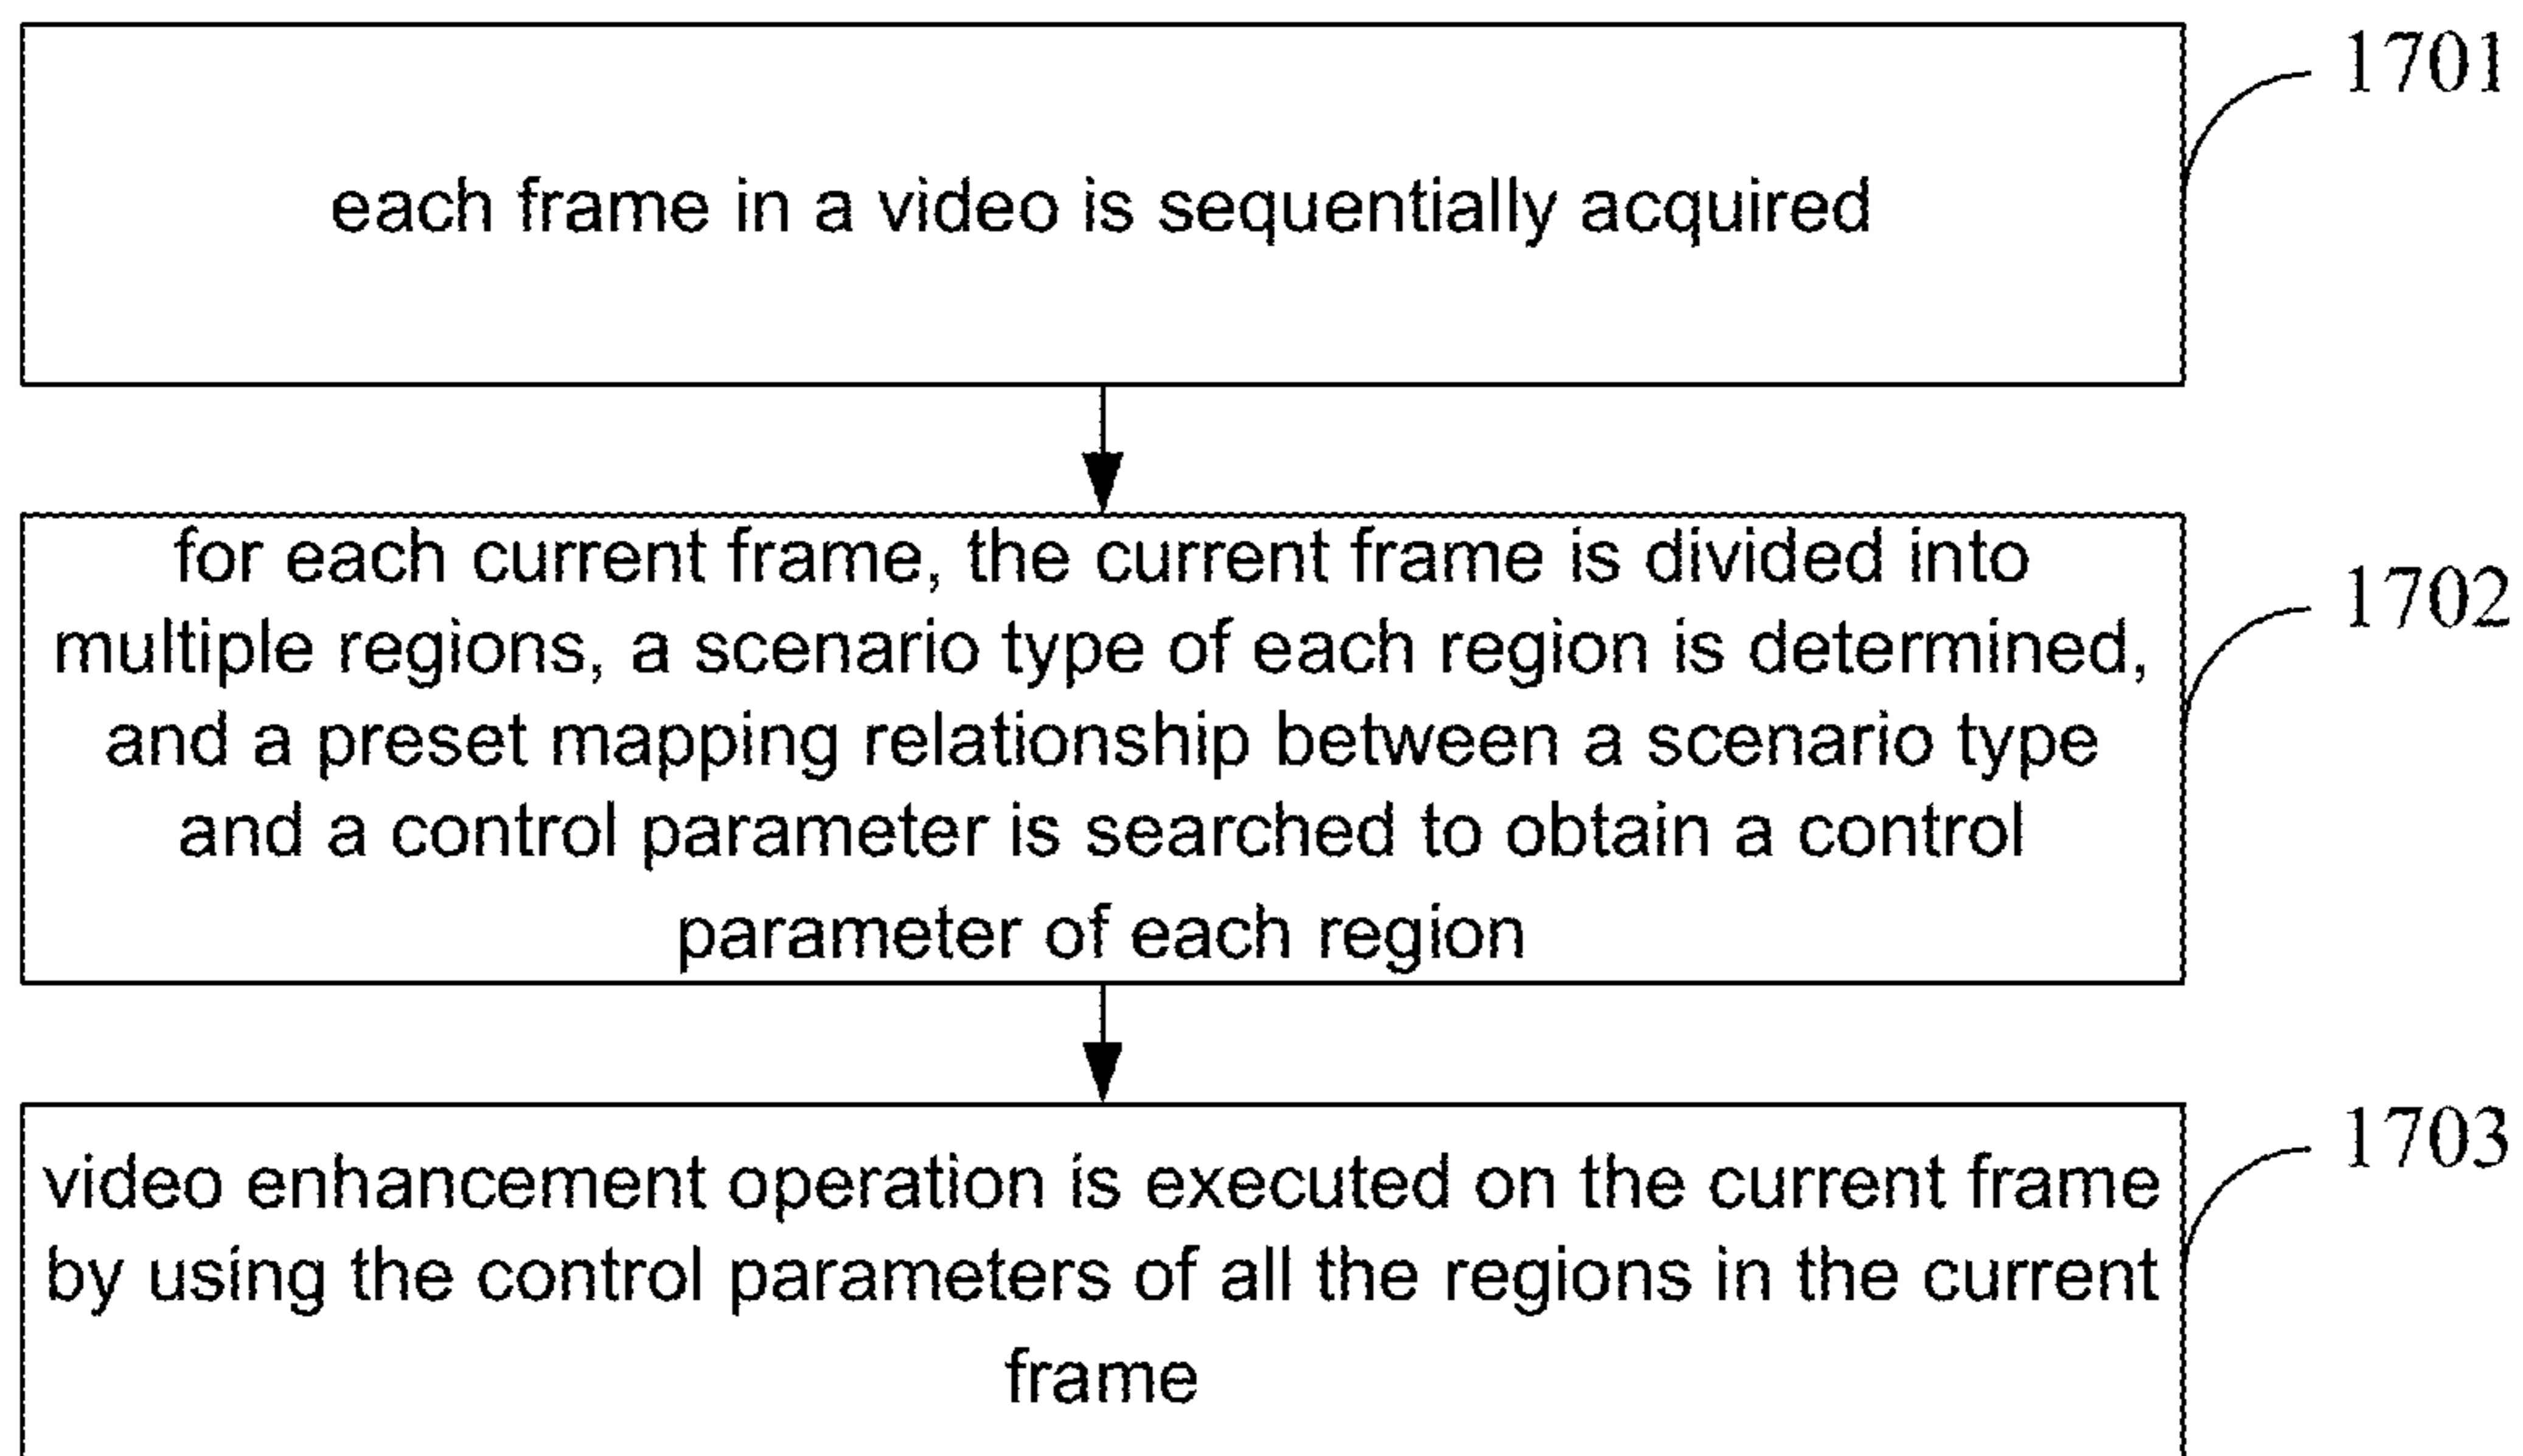 1701
each frame in a video is sequentially acquired
for each current frame, the current frame is divided into
1702
multiple regions, a scenario type of each region is determined,
and a preset mapping relationship between a scenario type
and a control parameter is searched to obtain a control
parameter of each region
1703
video enhancement operation is executed on the current frame
by using the control parameters of all the regions in the current
frame